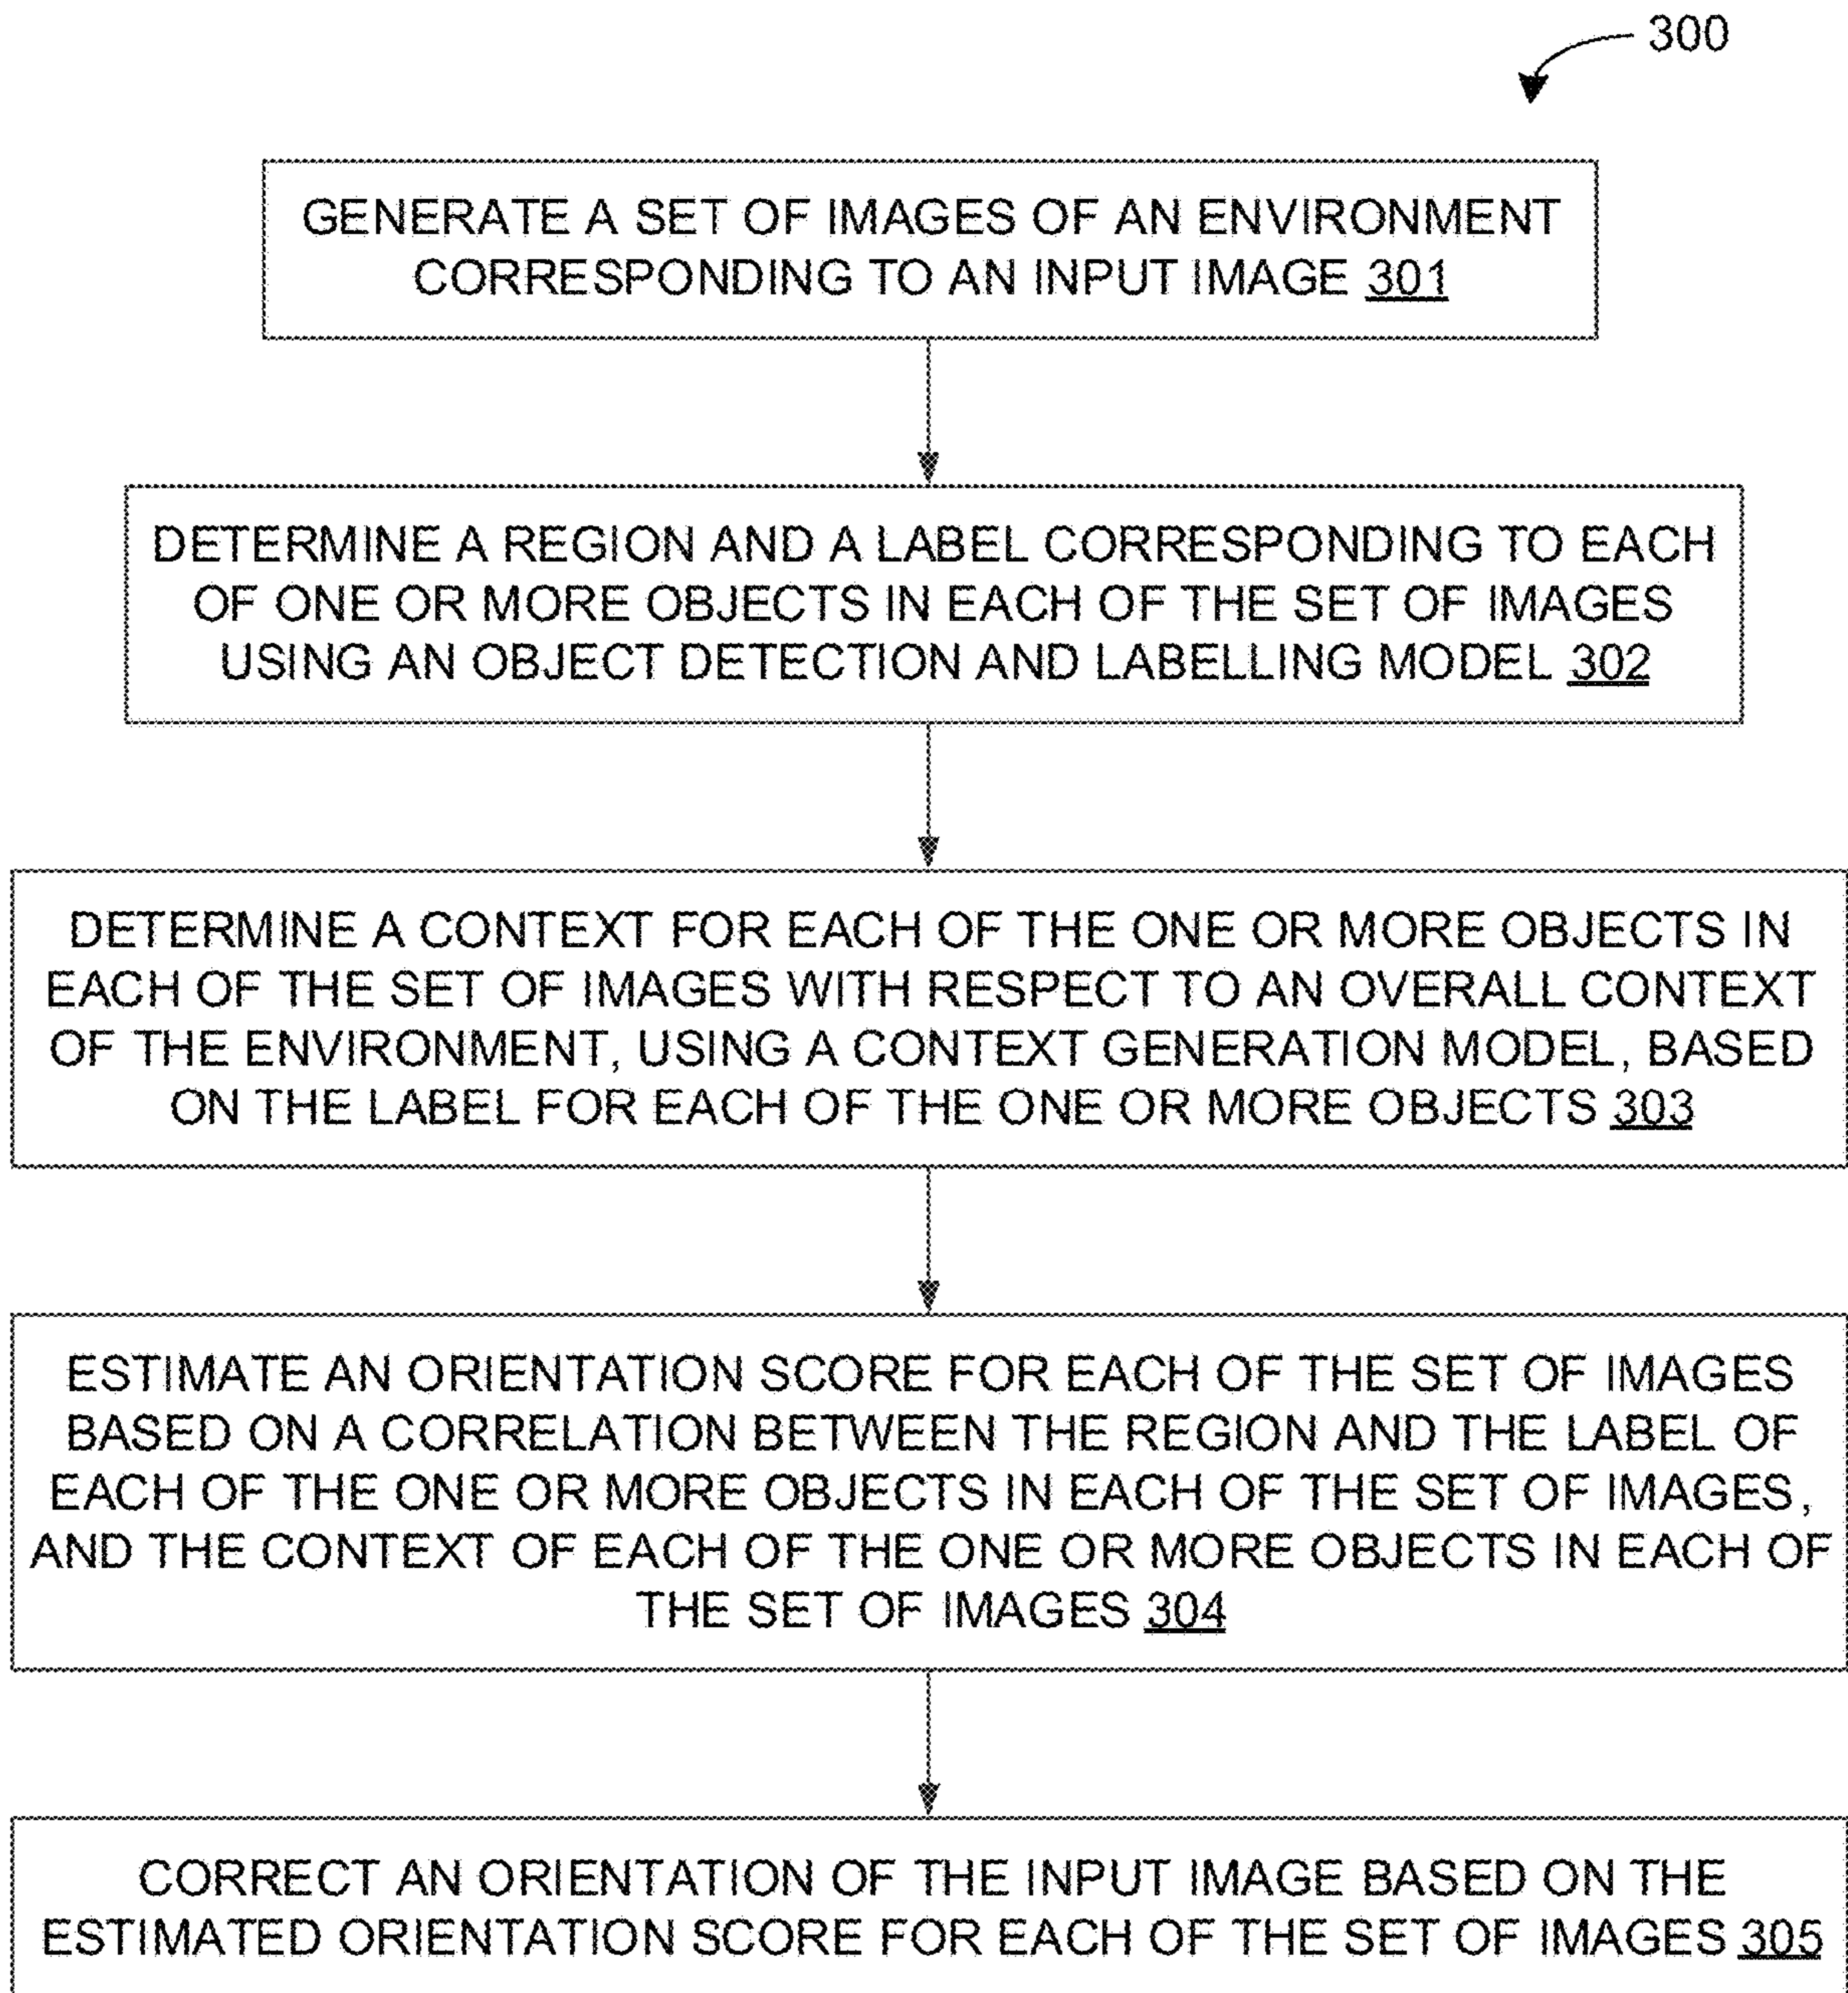 300
GENERATE A SET OF IMAGES OF AN ENVIRONMENT
CORRESPONDING TO AN INPUT IMAGE 301
DETERMINE A REGION AND A LABEL CORRESPONDING TO EACH
OF ONE OR MORE OBJECTS IN EACH OF THE SET OF IMAGES
USING AN OBJECT DETECTION AND LABELLING MODEL 302
DETERMINE A CONTEXT FOR EACH OF THE ONE OR MORE OBJECTS IN
EACH OF THE SET OF IMAGES WITH RESPECT TO AN OVERALL CONTEXT
OF THE ENVIRONMENT, USING A CONTEXT GENERATION MODEL, BASED
ON THE LABEL FOR EACH OF THE ONE OR MORE OBJECTS 303
ESTIMATE AN ORIENTATION SCORE FOR EACH OF THE SET OF IMAGES
BASED ON A CORRELATION BETWEEN THE REGION AND THE LABEL OF
EACH OF THE ONE OR MORE OBJECTS IN EACH OF THE SET OF IMAGES,
AND THE CONTEXT OF EACH OF THE ONE OR MORE OBJECTS IN EACH OF
THE SET OF IMAGES 304
CORRECT AN ORIENTATION OF THE INPUT IMAGE BASED ON THE
ESTIMATED ORIENTATION SCORE FOR EACH OF THE SET OF IMAGES 305